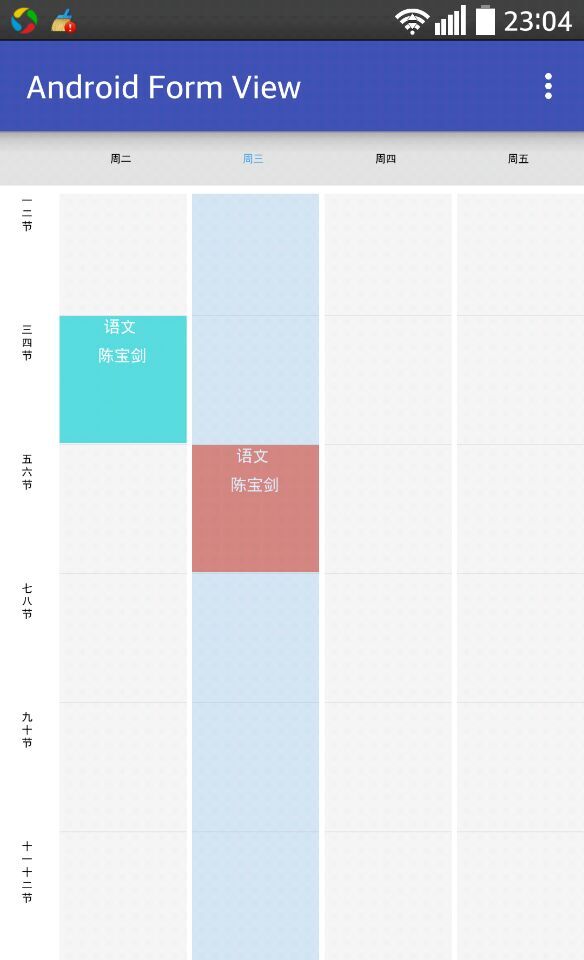 23:04
Android Form View
周二 周三 周四 周五
一二节
三四节
语文
陈宝剑
五六节
语文
陈宝剑
七八节
九十节
十一十二节